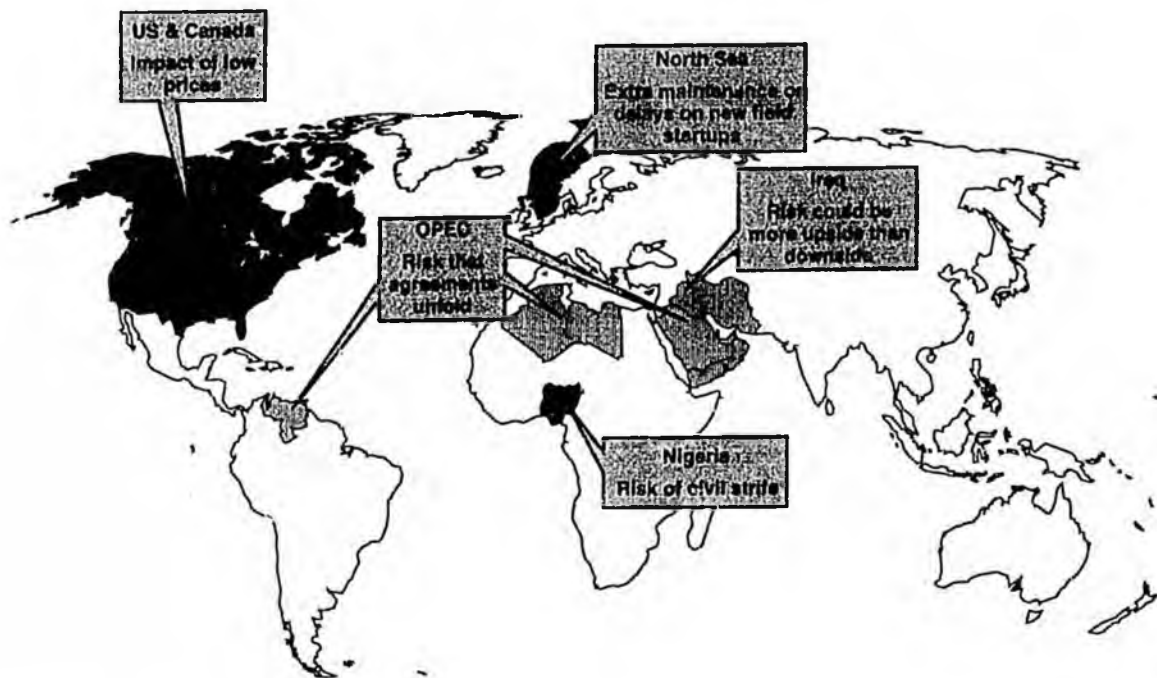 US & Canada
Impact of low
prices
North Sea
Extra maintenance or
delays on new field
startups
Iraq
Risk could be
more upside than
downside
OPEC
Risk that
agreements
unfold
Nigeria
Risk of civil strife